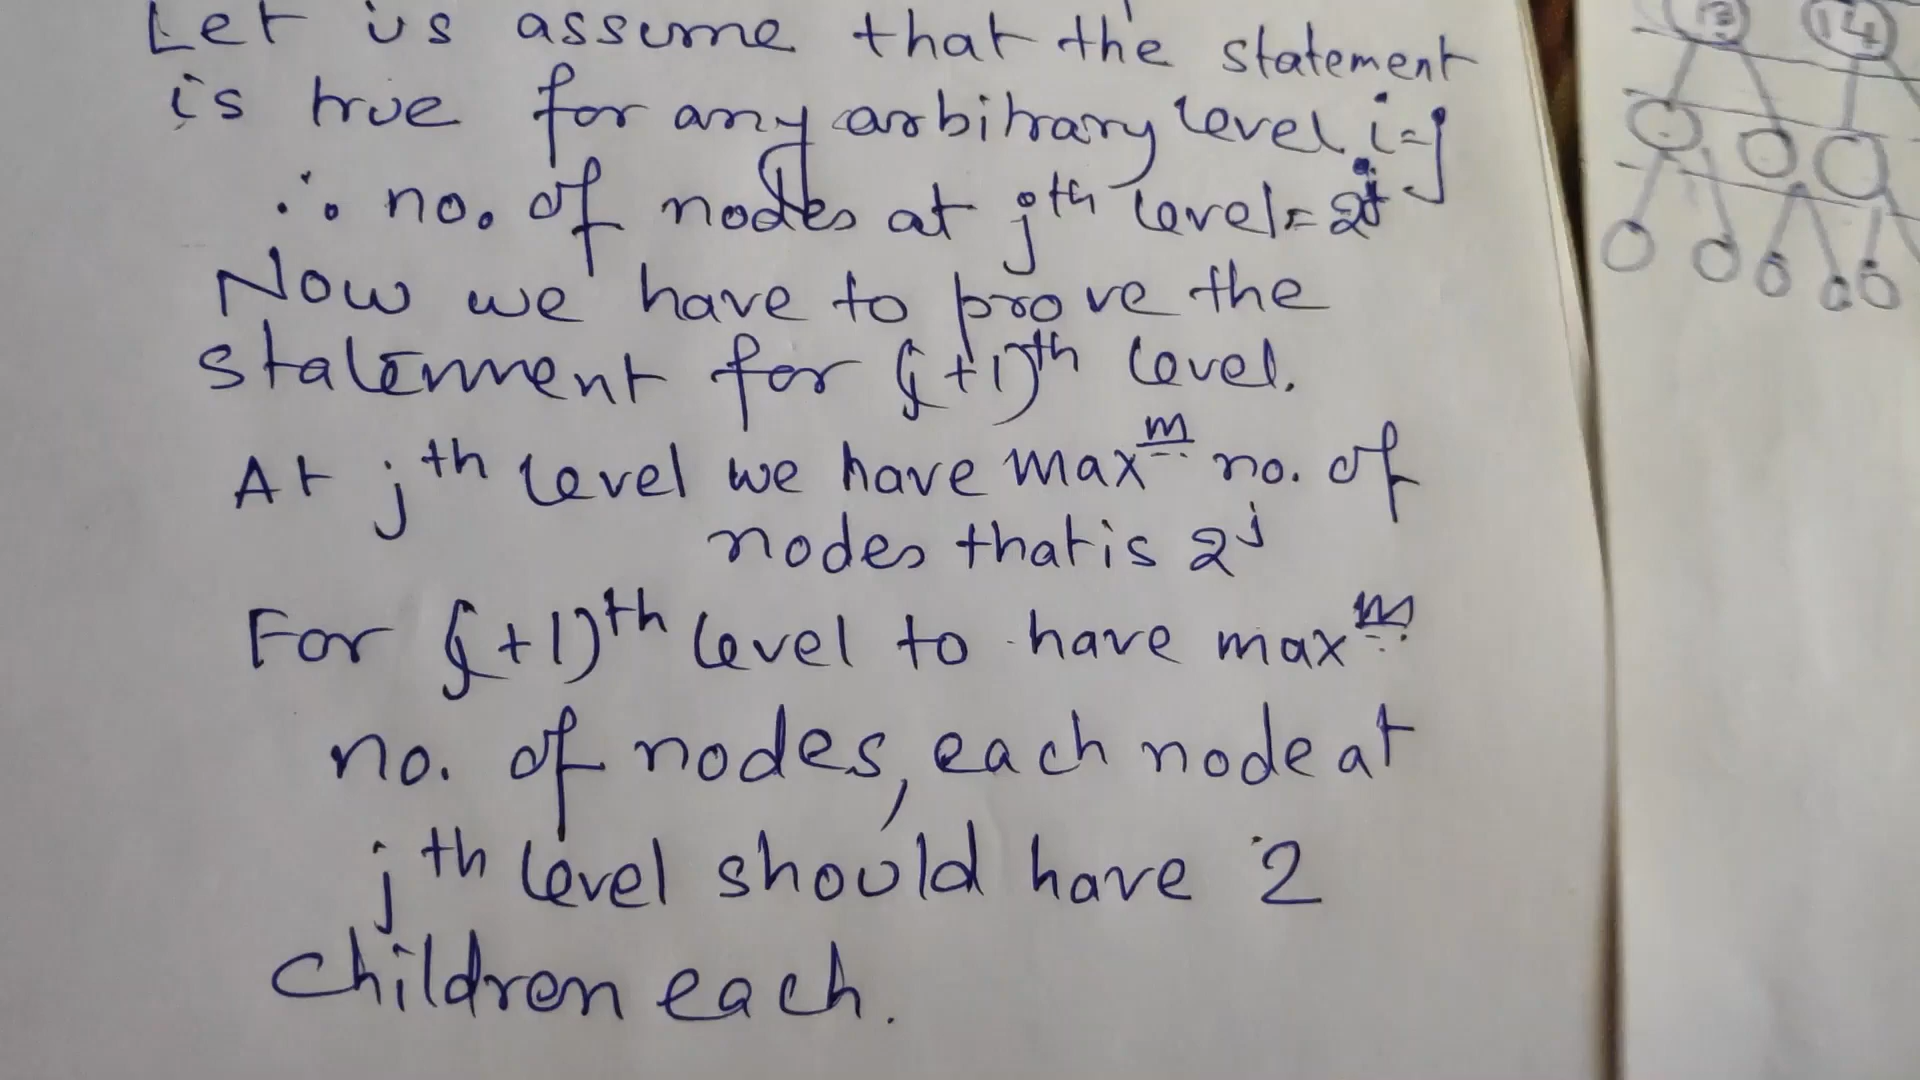 Let us assume that the statement
is true for any arbitrary level i=j
∴ no. of nodes at jth level = 2^j
Now we have to prove the
statement for (j+1)th level.
At jth level we have maxm no. of
nodes that is 2^j
For (j+1)th level to have maxm
no. of nodes, each node at
jth level should have 2
children each.
13 14